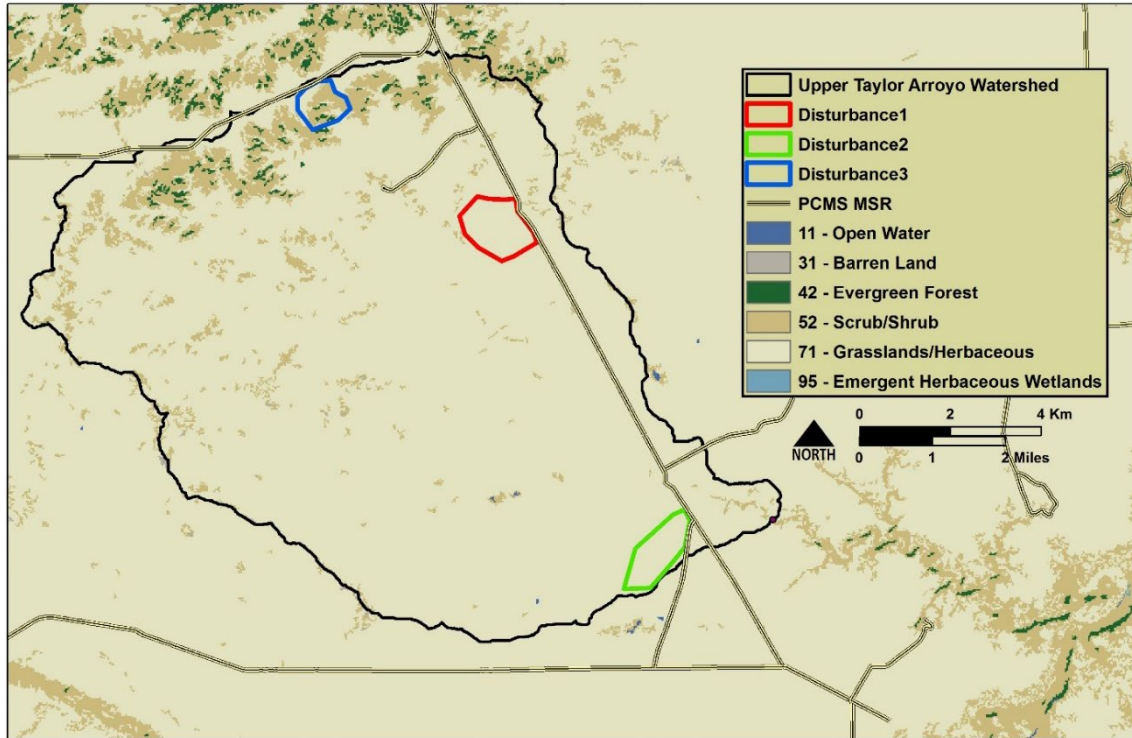 Upper Taylor Arroyo Watershed
Disturbance1
Disturbance2
Disturbance3
PCMS MSR
11 - Open Water
31 - Barren Land
42 - Evergreen Forest
52 - Scrub/Shrub
71 - Grasslands/Herbaceous
95 - Emergent Herbaceous Wetlands
0 2 4 Km
NORTH
0 1 2 Miles